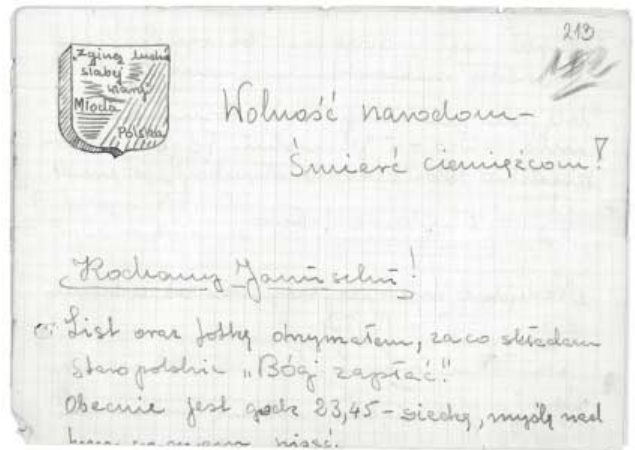 213
"Zginą ludzie
słabej
wiary
Młoda
Polska
Wolność narodom –
Śmierć ciemięzcom!
Kochany Januszku!
List oraz fotkę otrzymałem, za co składam
staropolskie „Bóg zapłać".
Obecnie jest godz 23,45 – siedzę, myślę nad